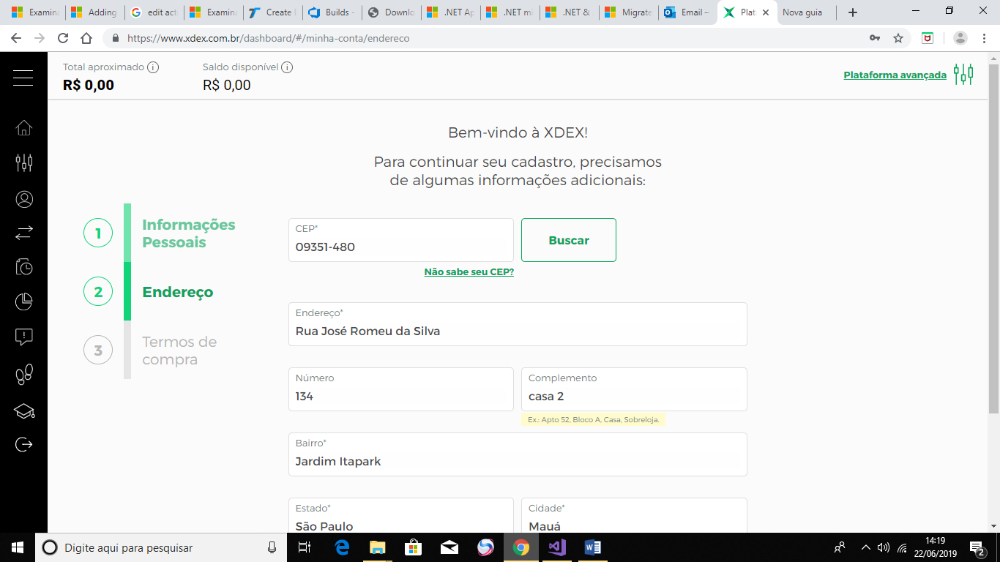 Examina
Adding
edit act
Examina
Create
Builds -
Downlo
.NET Ap
.NET m
.NET &
Migrate
Email –
Plat
Nova guia
https://www.xdex.com.br/dashboard/#/minha-conta/endereco
Total aproximado
Saldo disponível
R$ 0,00
R$ 0,00
Plataforma avançada
Bem-vindo à XDEX!
Para continuar seu cadastro, precisamos
de algumas informações adicionais:
1
Informações
Pessoais
2
Endereço
3
Termos de
compra
CEP*
09351-480
Buscar
Não sabe seu CEP?
Endereço*
Rua José Romeu da Silva
Número
134
Complemento
casa 2
Ex.: Apto 52, Bloco A, Casa, Sobreloja.
Bairro*
Jardim Itapark
Estado*
São Paulo
Cidade*
Mauá
Digite aqui para pesquisar
14:19
22/06/2019
2